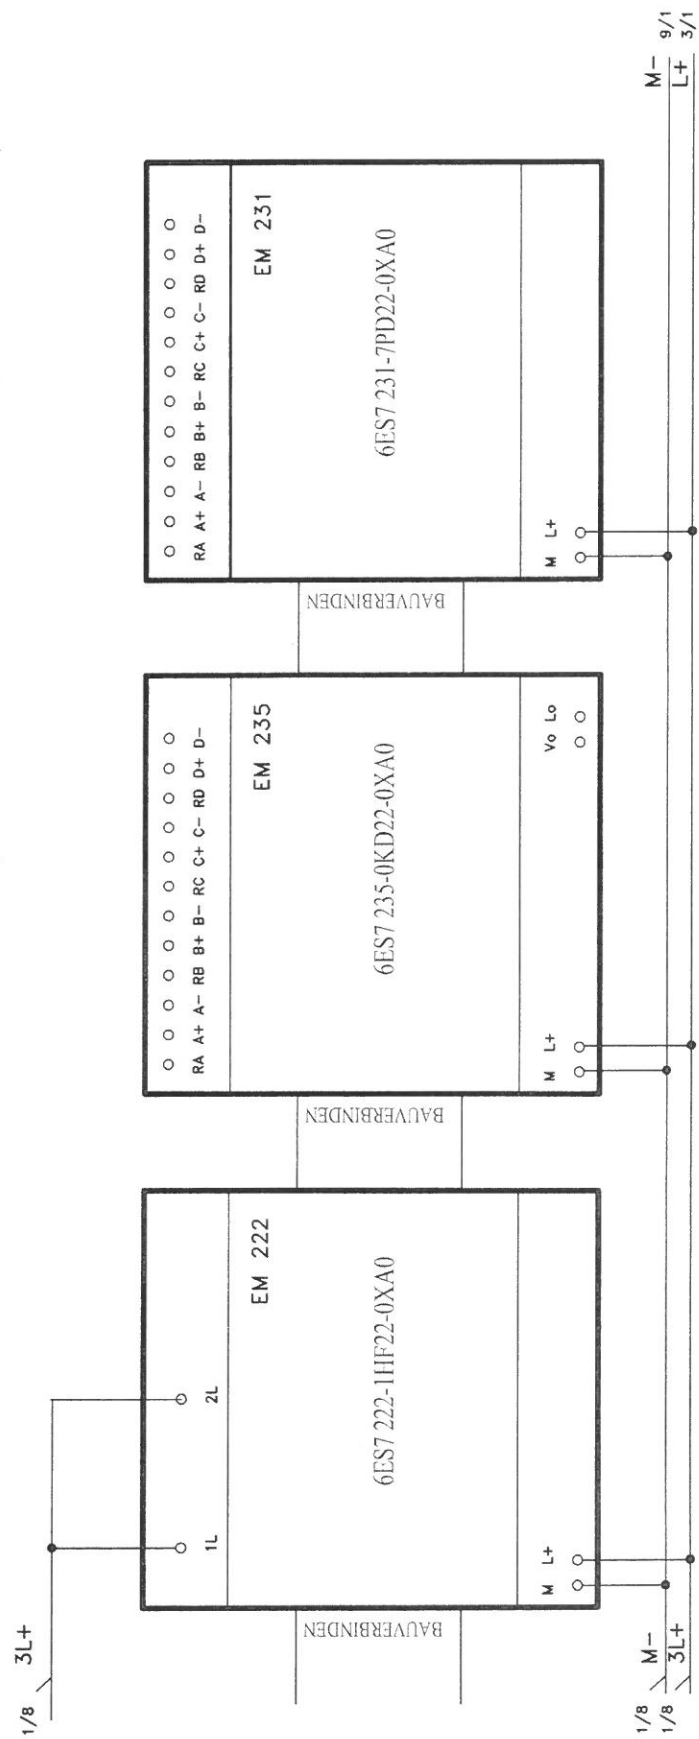 1/8 3L+
1L 2L
EM 222
6ES7 222-1HF22-0XA0
M L+
BAUVERBINDEN
RA A+ A- RB B+ B- RC C+ C- RD D+ D-
EM 235
6ES7 235-0KD22-0XA0
M L+ Vo Lo
BAUVERBINDEN
RA A+ A- RB B+ B- RC C+ C- RD D+ D-
EM 231
6ES7 231-7PD22-0XA0
M L+
BAUVERBINDEN
1/8 M-
1/8 3L+
M- 9/1
L+ 3/1